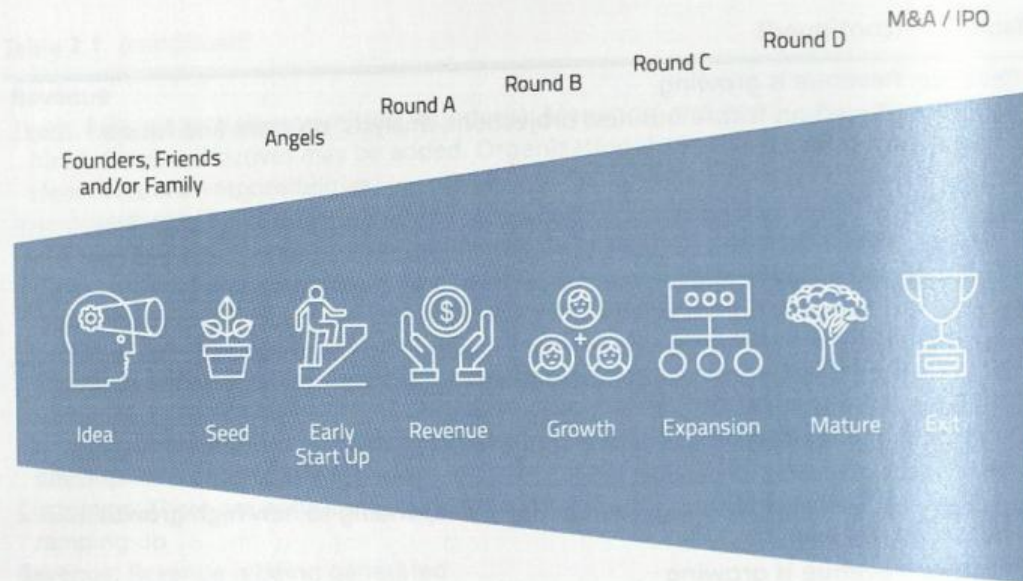 M&A / IPO
Round D
Round C
Round B
Round A
Angels
Founders, Friends
and/or Family
Idea
Seed
Early
Start Up
Revenue
Growth
Expansion
Mature
Exit
$
+